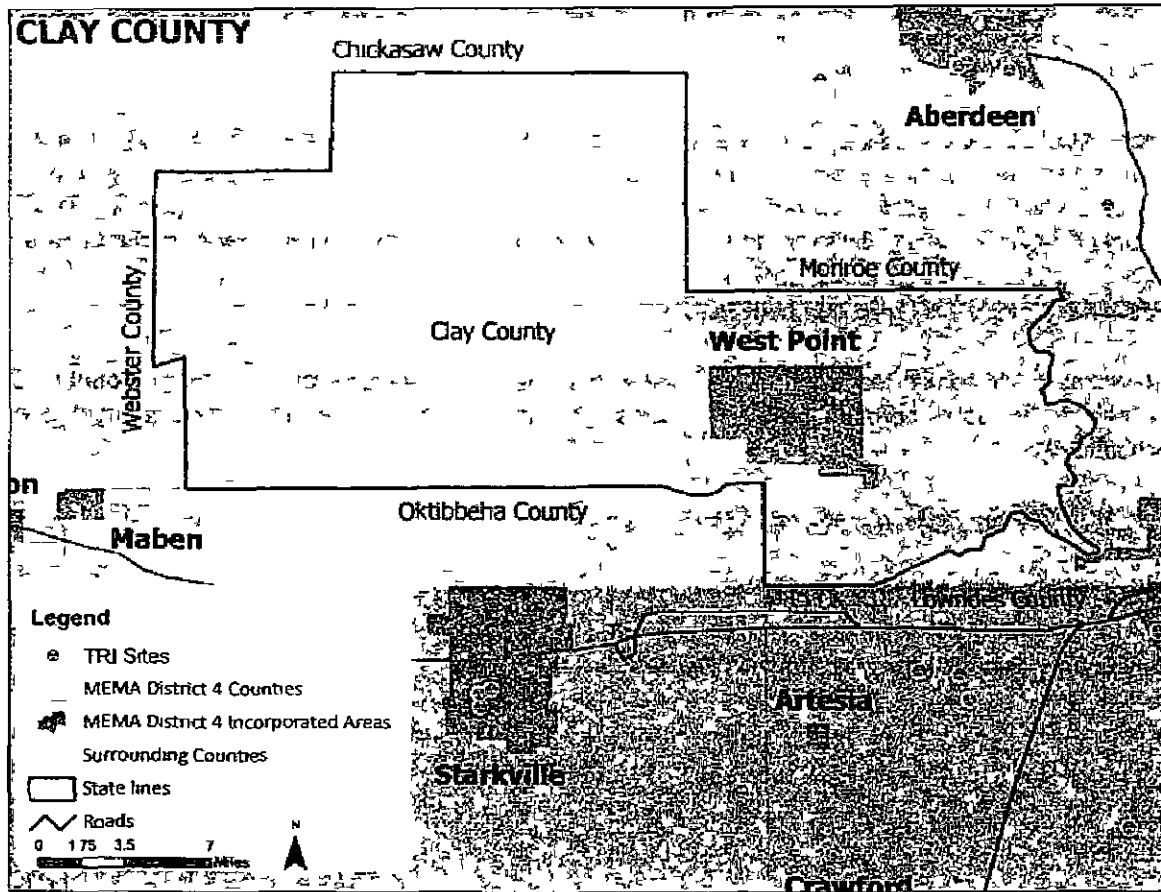 CLAY COUNTY
Chickasaw County
Aberdeen
Monroe County
Webster County
Clay County
West Point
on
Oktibbeha County
Maben
Lowndes County
Legend
TRI Sites
MEMA District 4 Counties
MEMA District 4 Incorporated Areas
Surrounding Counties
State lines
Roads
0 1.75 3.5 7
Miles
N
Artesia
Starkville
Crawford